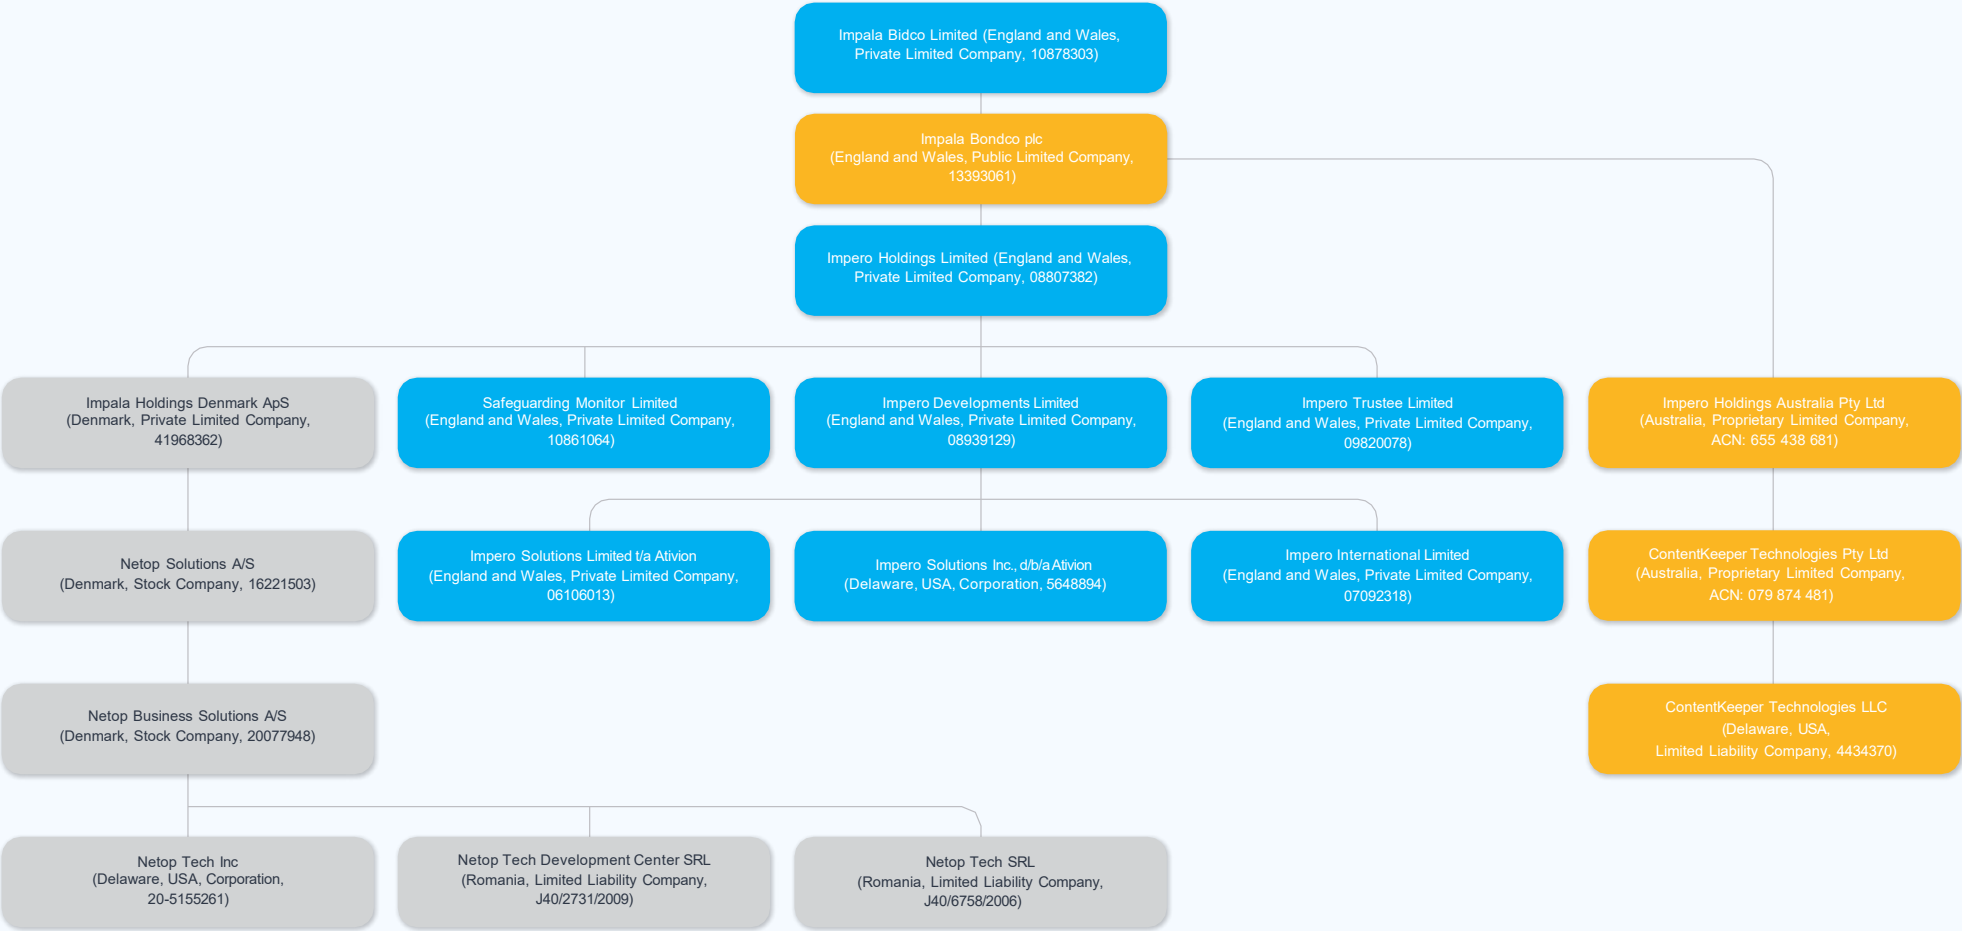 Impala Bidco Limited (England and Wales,
Private Limited Company, 10878303)
Impala Bondco plc
(England and Wales, Public Limited Company,
13393061)
Impero Holdings Limited (England and Wales,
Private Limited Company, 08807382)
Impala Holdings Denmark ApS
(Denmark, Private Limited Company,
41968362)
Safeguarding Monitor Limited
(England and Wales, Private Limited Company,
10861064)
Impero Developments Limited
(England and Wales, Private Limited Company,
08939129)
Impero Trustee Limited
(England and Wales, Private Limited Company,
09820078)
Impero Holdings Australia Pty Ltd
(Australia, Proprietary Limited Company,
ACN: 655 438 681)
Netop Solutions A/S
(Denmark, Stock Company, 16221503)
Impero Solutions Limited t/a Ativion
(England and Wales, Private Limited Company,
06106013)
Impero Solutions Inc., d/b/a Ativion
(Delaware, USA, Corporation, 5648894)
Impero International Limited
(England and Wales, Private Limited Company,
07092318)
ContentKeeper Technologies Pty Ltd
(Australia, Proprietary Limited Company,
ACN: 079 874 481)
Netop Business Solutions A/S
(Denmark, Stock Company, 20077948)
ContentKeeper Technologies LLC
(Delaware, USA,
Limited Liability Company, 4434370)
Netop Tech Inc
(Delaware, USA, Corporation,
20-5155261)
Netop Tech Development Center SRL
(Romania, Limited Liability Company,
J40/2731/2009)
Netop Tech SRL
(Romania, Limited Liability Company,
J40/6758/2006)